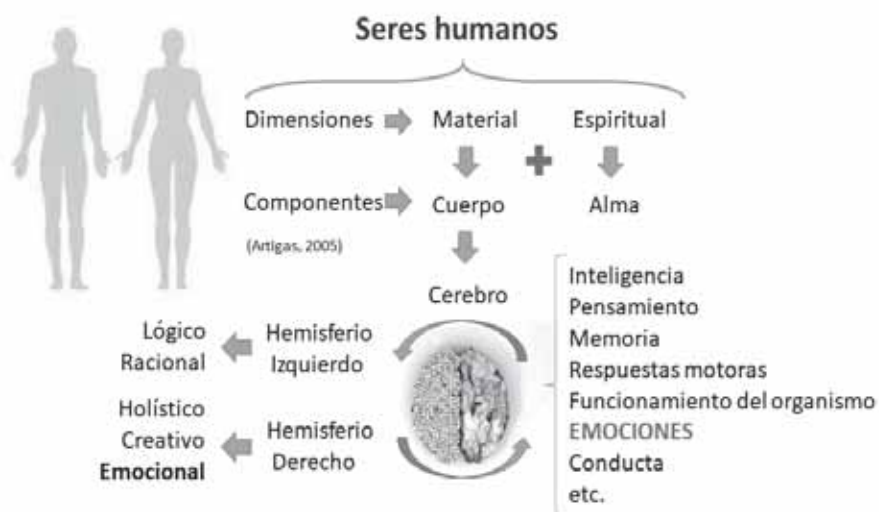 Seres humanos
Dimensiones Material Espiritual
Componentes Cuerpo Alma
(Artigas, 2005)
Cerebro
Lógico
Racional
Hemisferio
Izquierdo
Holístico
Creativo
Emocional
Hemisferio
Derecho
Inteligencia
Pensamiento
Memoria
Respuestas motoras
Funcionamiento del organismo
EMOCIONES
Conducta
etc.